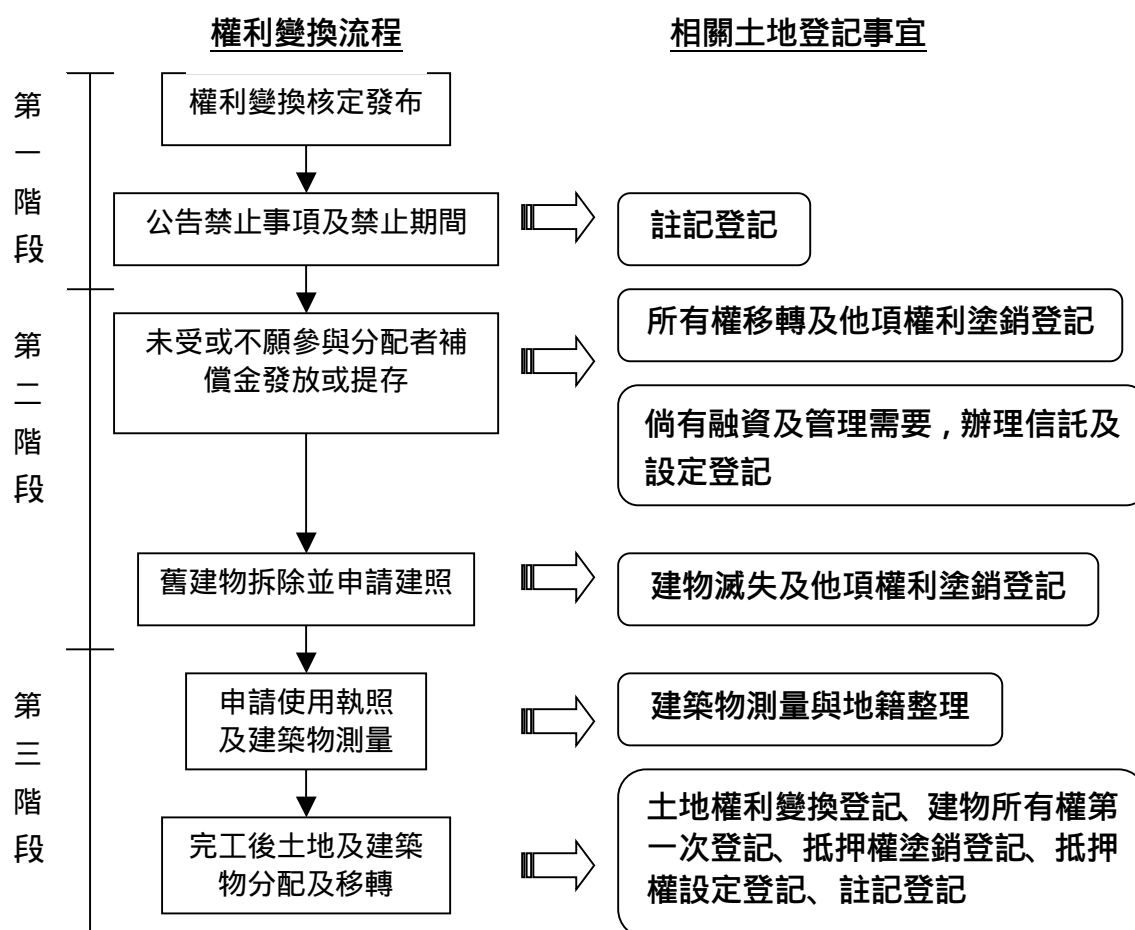 權利變換流程
相關土地登記事宜
第一階段
權利變換核定發布
公告禁止事項及禁止期間
註記登記
第二階段
未受或不願參與分配者補
償金發放或提存
所有權移轉及他項權利塗銷登記
倘有融資及管理需要，辦理信託及
設定登記
舊建物拆除並申請建照
建物滅失及他項權利塗銷登記
第三階段
申請使用執照
及建築物測量
建築物測量與地籍整理
完工後土地及建築
物分配及移轉
土地權利變換登記、建物所有權第
一次登記、抵押權塗銷登記、抵押
權設定登記、註記登記